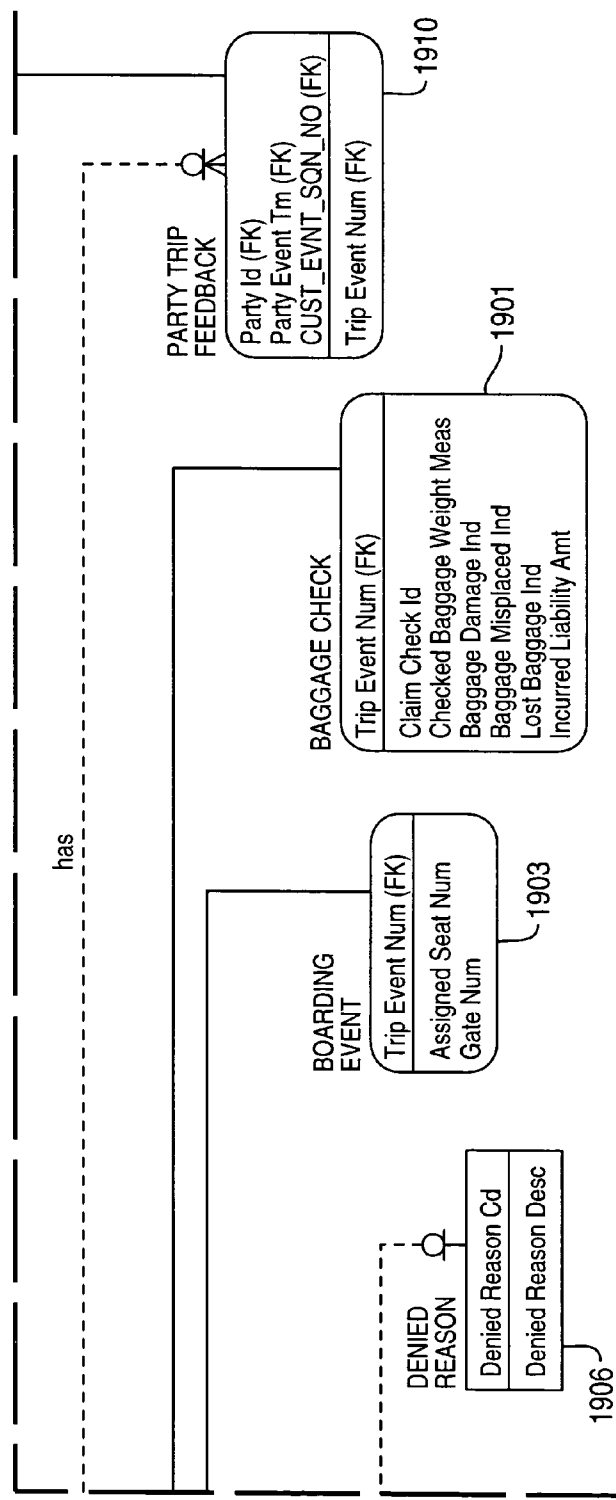 has
PARTY TRIP
FEEDBACK
Party Id (FK)
Party Event Tm (FK)
CUST_EVNT_SQN_NO (FK)
Trip Event Num (FK)
1910
BAGGAGE CHECK
Trip Event Num (FK)
Claim Check Id
Checked Baggage Weight Meas
Baggage Damage Ind
Baggage Misplaced Ind
Lost Baggage Ind
Incurred Liability Amt
1901
BOARDING
EVENT
Trip Event Num (FK)
Assigned Seat Num
Gate Num
1903
DENIED
REASON
Denied Reason Cd
Denied Reason Desc
1906